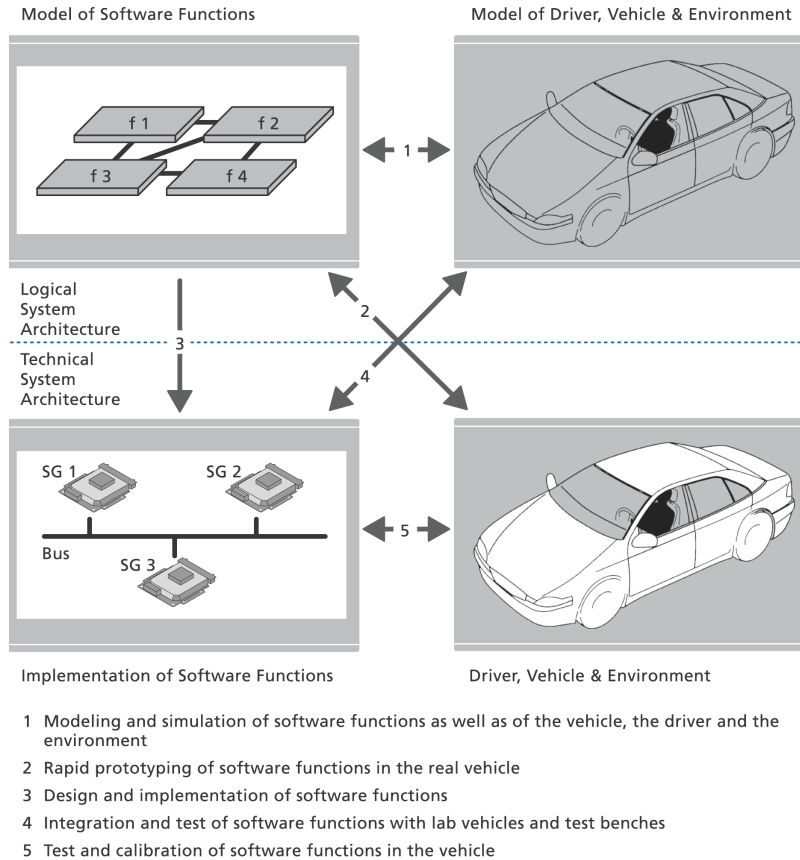 Model of Software Functions
Model of Driver, Vehicle & Environment
f 1
f 2
f 3
f 4
1
Logical
System
Architecture
2
3
Technical
System
Architecture
4
SG 1
SG 2
Bus
SG 3
5
Implementation of Software Functions
Driver, Vehicle & Environment
1 Modeling and simulation of software functions as well as of the vehicle, the driver and the
environment
2 Rapid prototyping of software functions in the real vehicle
3 Design and implementation of software functions
4 Integration and test of software functions with lab vehicles and test benches
5 Test and calibration of software functions in the vehicle